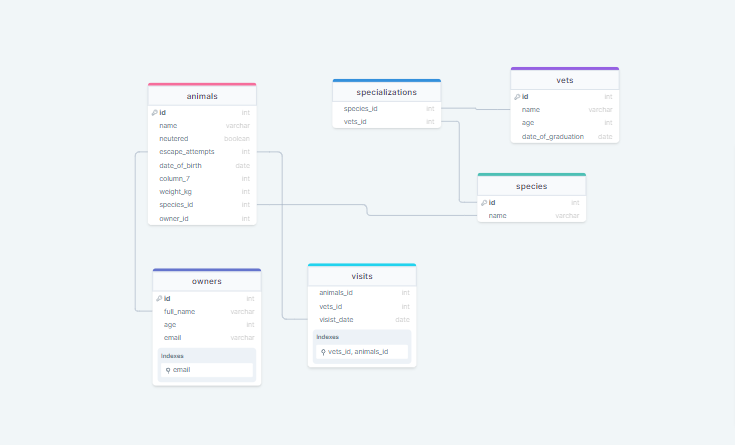 animals
id int
name varchar
neutered boolean
escape_attempts int
date_of_birth date
column_7 int
weight_kg int
species_id int
owner_id int
specializations
species_id int
vets_id int
vets
id int
name varchar
age int
date_of_graduation date
species
id int
name varchar
owners
id int
full_name varchar
age int
email varchar
Indexes
email
visits
animals_id int
vets_id int
visist_date date
Indexes
vets_id, animals_id